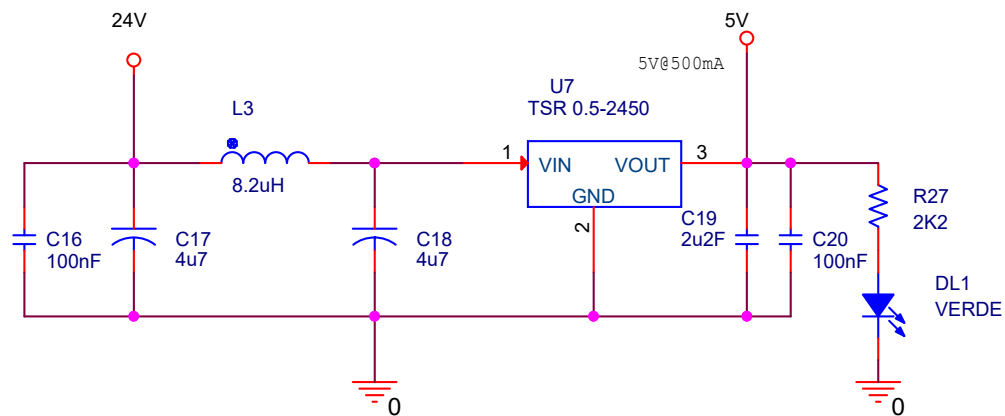 24V
5V
5V@500mA
U7
TSR 0.5-2450
L3
8.2uH
1
VIN
VOUT
3
GND
2
C16
100nF
C17
4u7
C18
4u7
C19
2u2F
C20
100nF
R27
2K2
DL1
VERDE
0
0